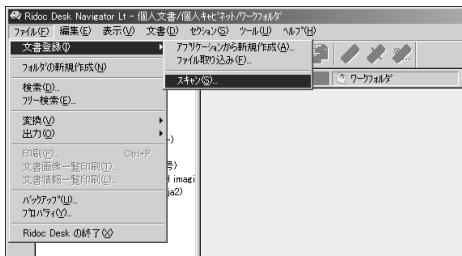 Ridoc Desk Navigator Lt - 個人文書/個人ｷｬﾋﾞﾈｯﾄ/ﾜｰｸﾌｫﾙﾀﾞ
ファイル(F) 編集(E) 表示(V) 文書(D) ｾｸｼｮﾝ(S) ツール(U) ヘルプ(H)
文書登録(I)
ｱﾌﾟﾘｹｰｼｮﾝから新規作成(A)...
ﾌｧｲﾙ取り込み(F)...
スキャン(S)...
ﾌｫﾙﾀﾞの新規作成(N)
ﾜｰｸﾌｫﾙﾀﾞ
検索(D)...
フリー検索(E)...
変換(V)
出力(O)
印刷(P)... Ctrl+P
文書画像一覧印刷(T)...
文書情報一覧印刷(L)...
号)
imagi
ja2)
ﾊﾞｯｸｱｯﾌﾟ(U)...
ﾌﾟﾛﾊﾟﾃｨ(Y)...
Ridoc Desk の終了(X)